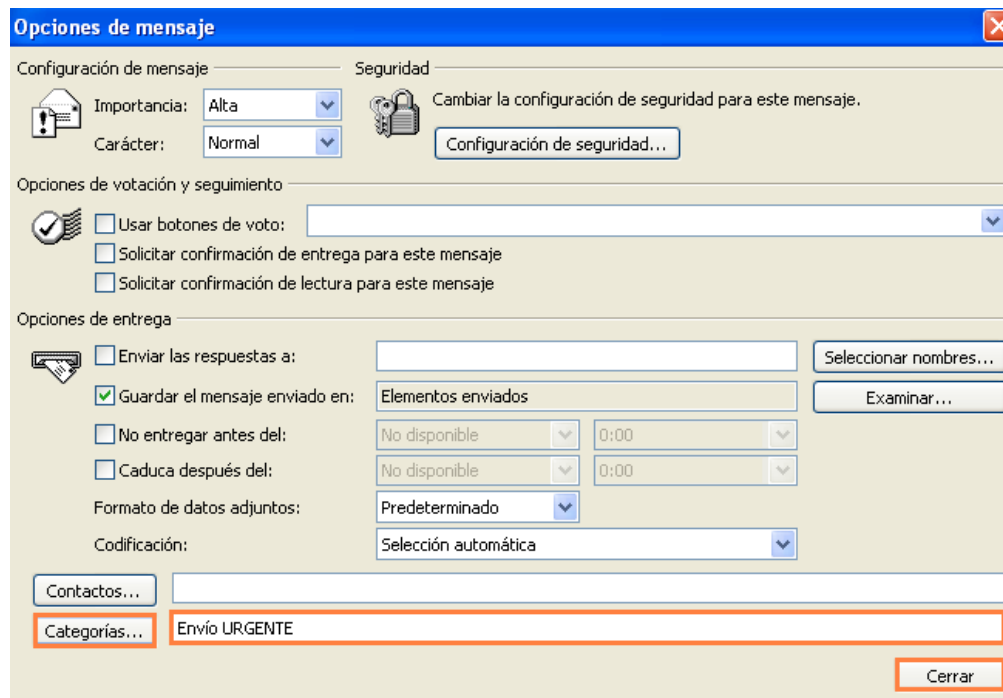 Opciones de mensaje
Configuración de mensaje Seguridad
Importancia: Alta Cambiar la configuración de seguridad para este mensaje.
Carácter: Normal Configuración de seguridad...
Opciones de votación y seguimiento
Usar botones de voto:
Solicitar confirmación de entrega para este mensaje
Solicitar confirmación de lectura para este mensaje
Opciones de entrega
Enviar las respuestas a: Seleccionar nombres...
Guardar el mensaje enviado en: Elementos enviados Examinar...
No entregar antes del: No disponible 0:00
Caduca después del: No disponible 0:00
Formato de datos adjuntos: Predeterminado
Codificación: Selección automática
Contactos...
Categorías... Envío URGENTE
Cerrar